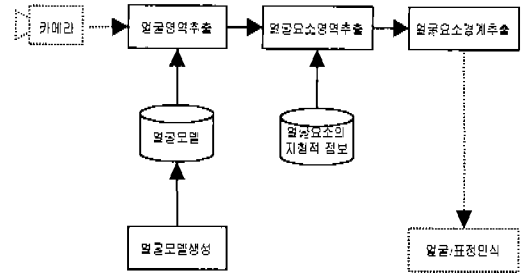 카메라
얼굴영역추출
얼굴요소영역추출
얼굴요소경계추출
얼굴모델
얼굴요소의
지형적 정보
얼굴모델생성
얼굴/표정인식